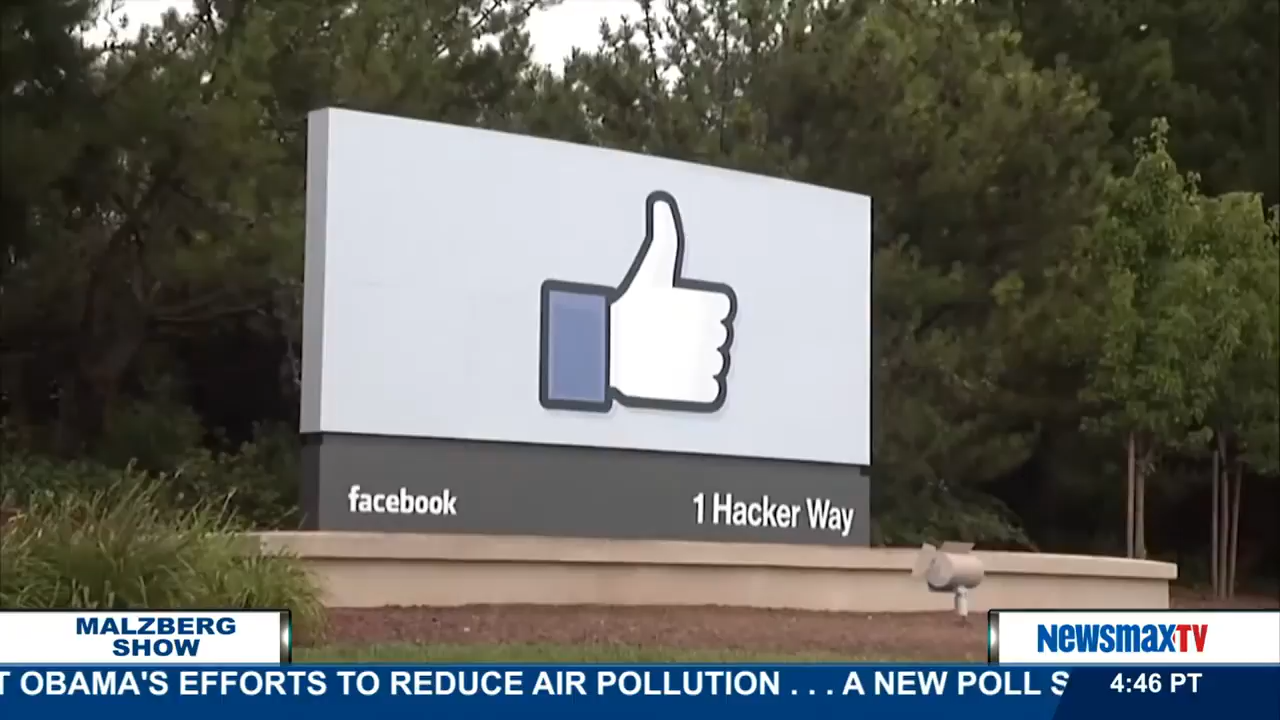 facebook
1 Hacker Way
MALZBERG
SHOW
NEWSMAXTV
T OBAMA'S EFFORTS TO REDUCE AIR POLLUTION . . . A NEW POLL S
4:46 PT